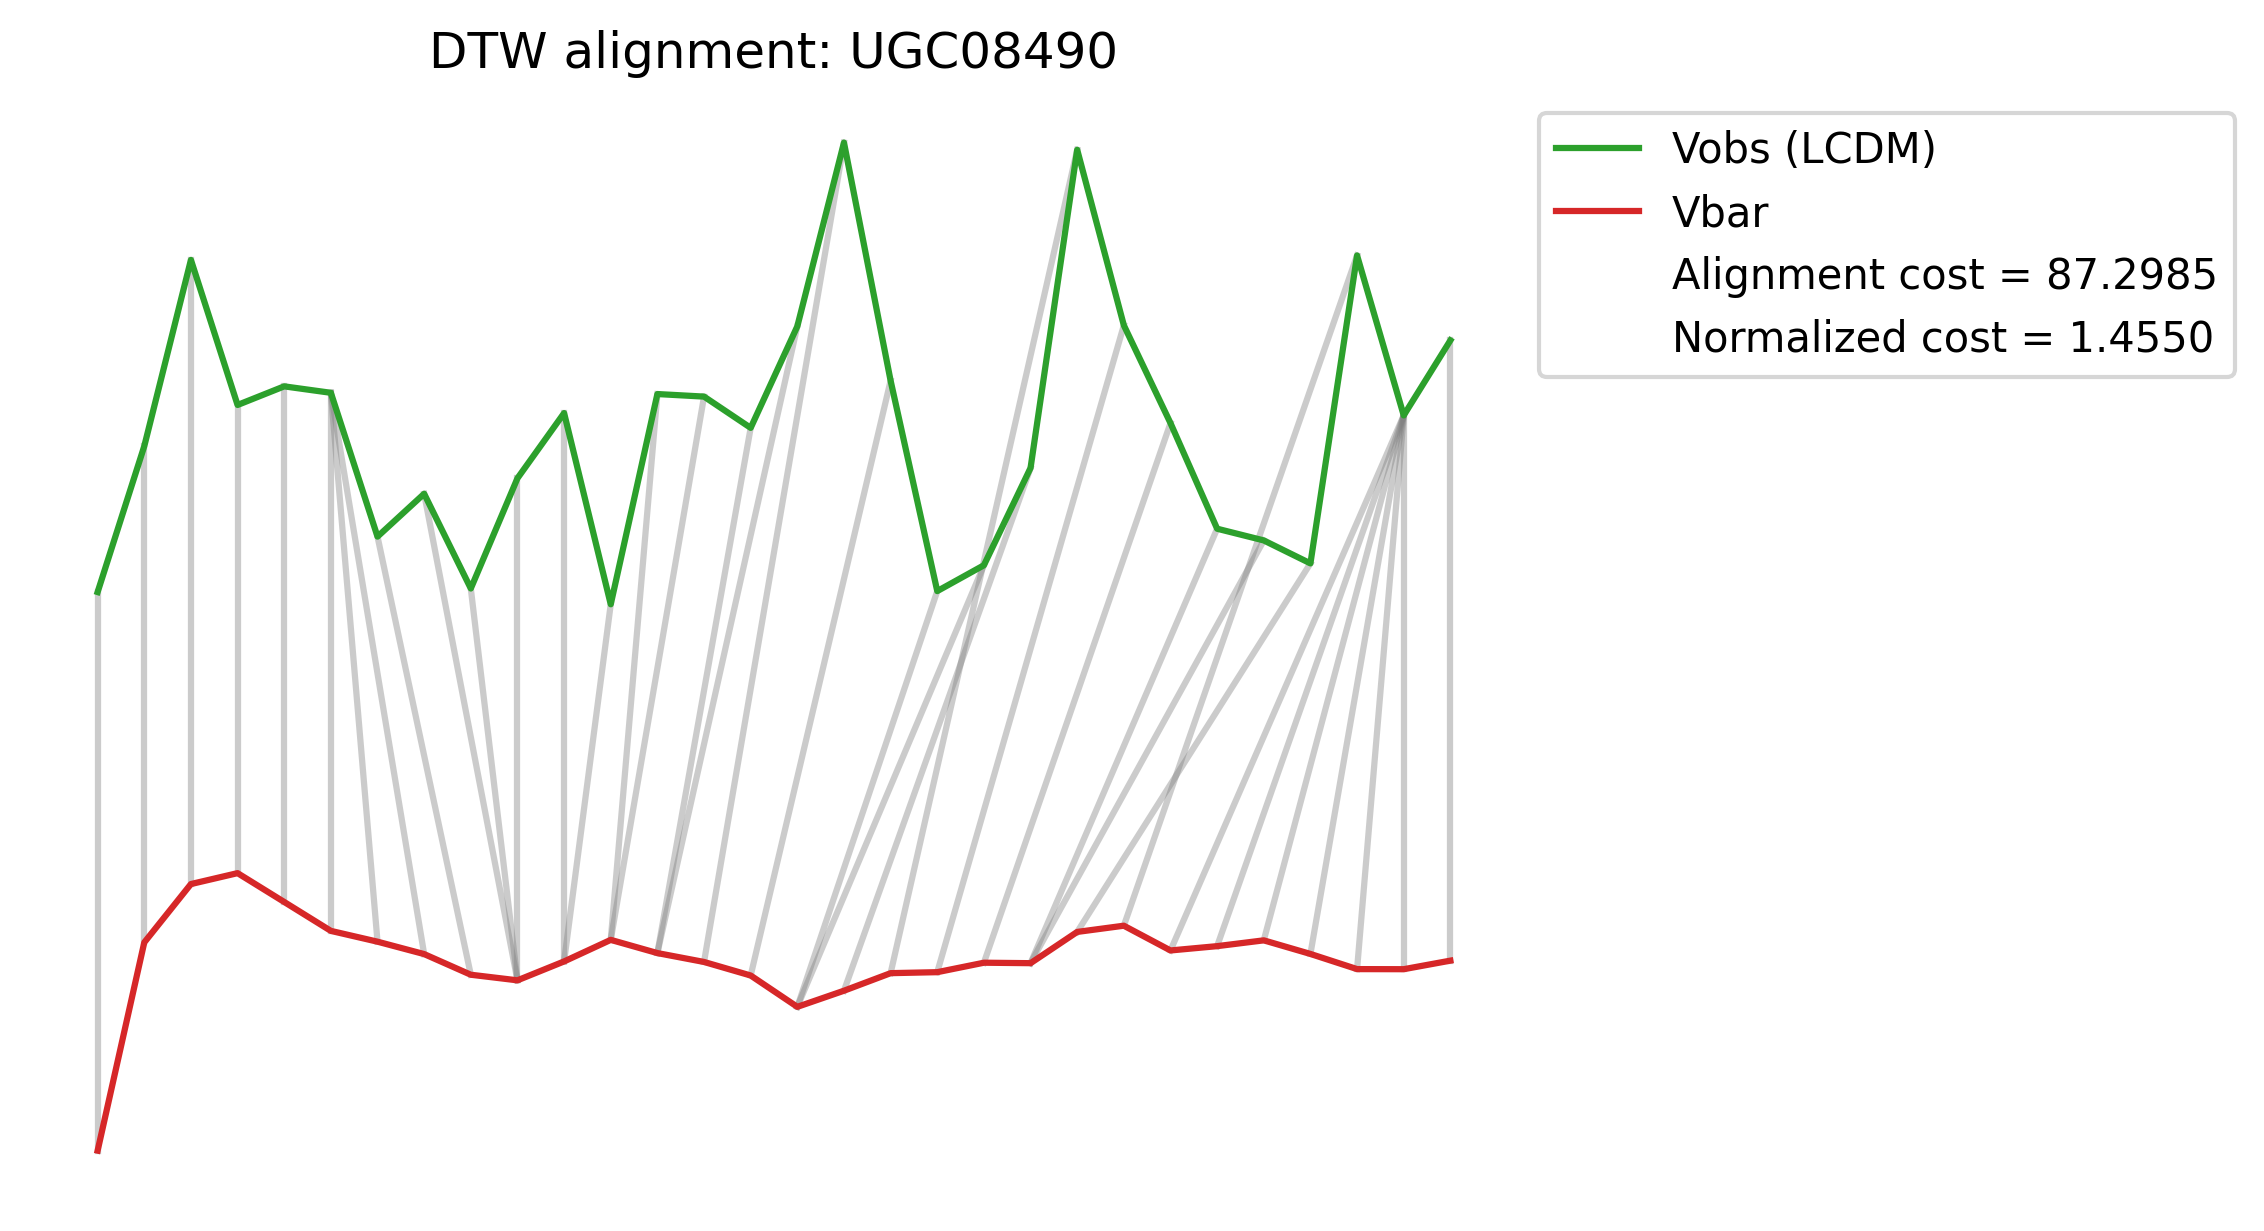 DTW alignment: UGC08490
Vobs (LCDM)
Vbar
Alignment cost = 87.2985
Normalized cost = 1.4550